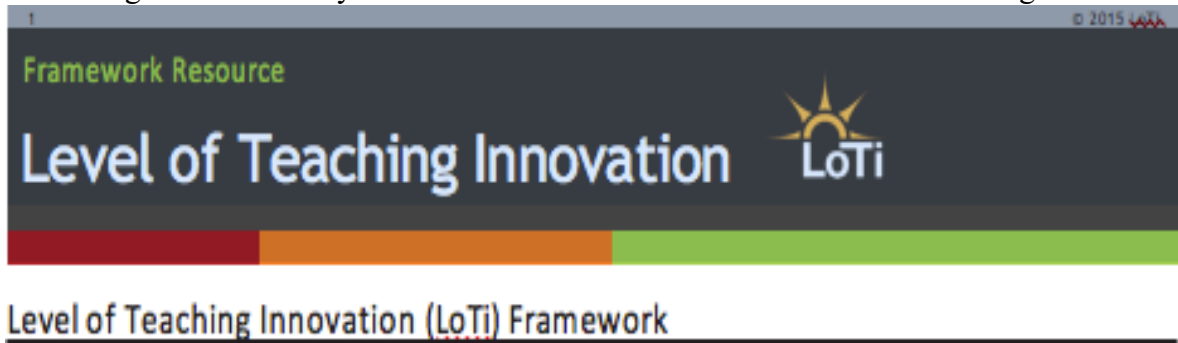 1 © 2015 LoTi
Framework Resource
Level of Teaching Innovation
LoTi
Level of Teaching Innovation (LoTi) Framework